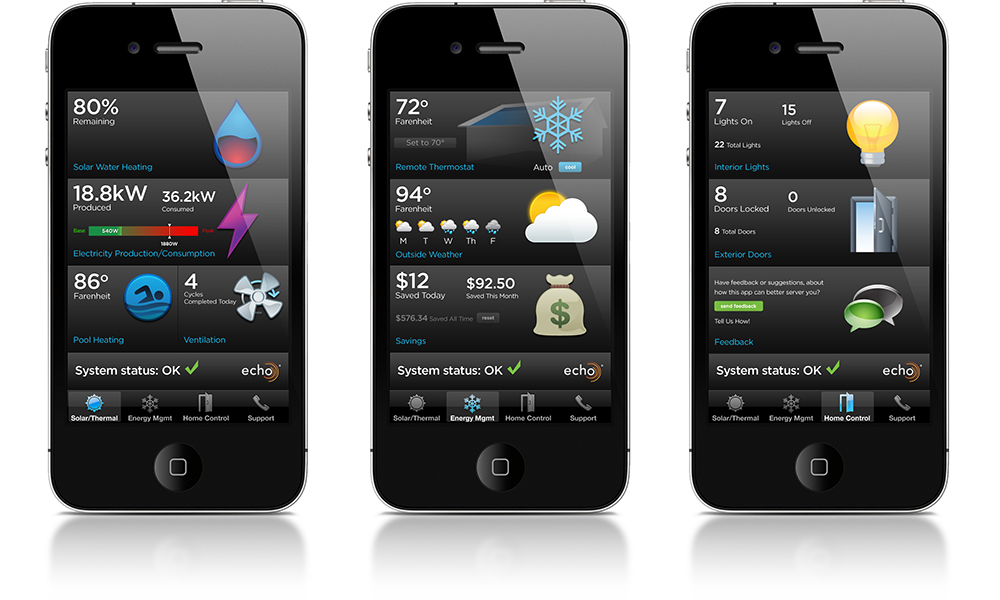 80%
Remaining
Solar Water Heating
18.8kW
Produced
36.2kW
Consumed
Base
540W
1880W
Electricity Production/Consumption
86°
Farenheit
Pool Heating
4
Cycles
Completed Today
Ventilation
System status: OK
echo
Solar/Thermal
Energy Mgmt
Home Control
Support
72°
Farenheit
Set to 70°
Remote Thermostat
Auto
cool
94°
Farenheit
M T W Th F
Outside Weather
$12
Saved Today
$92.50
Saved This Month
$576.34 Saved All Time
reset
Savings
System status: OK
echo
Solar/Thermal
Energy Mgmt
Home Control
Support
7
Lights On
15
Lights Off
22 Total Lights
Interior Lights
8
Doors Locked
0
Doors Unlocked
8 Total Doors
Exterior Doors
Have feedback or suggestions, about
how this app can better server you?
send feedback
Tell Us How!
Feedback
System status: OK
echo
Solar/Thermal
Energy Mgmt
Home Control
Support